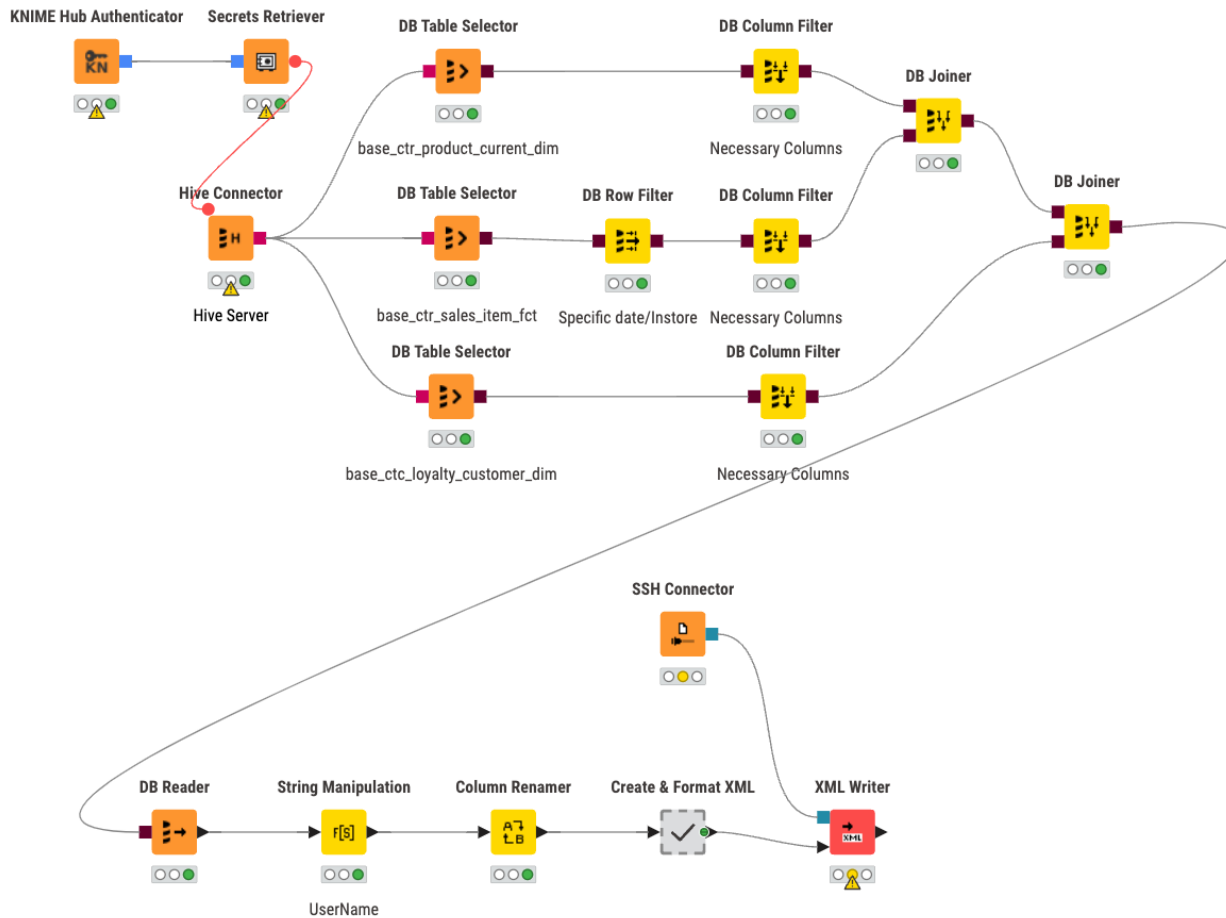 KNIME Hub Authenticator
Secrets Retriever
DB Table Selector
DB Column Filter
DB Joiner
KN
base_ctr_product_current_dim
Necessary Columns
Hive Connector
DB Table Selector
DB Row Filter
DB Column Filter
DB Joiner
H
Hive Server
base_ctr_sales_item_fct
Specific date/Instore
Necessary Columns
DB Table Selector
DB Column Filter
base_ctc_loyalty_customer_dim
Necessary Columns
SSH Connector
DB Reader
String Manipulation
Column Renamer
Create & Format XML
XML Writer
F[S]
A
B
XML
UserName